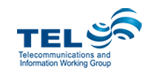 TEL
Telecommunications and
Information Working Group